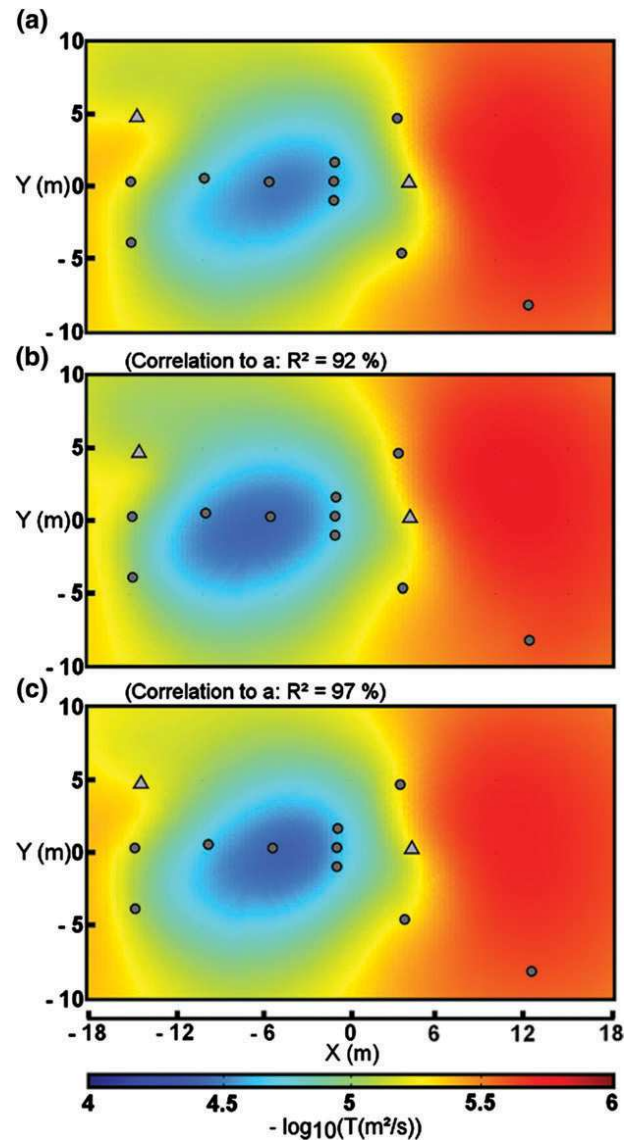 (a)
10
5
Y (m) 0
- 5
- 10
(b) (Correlation to a: R² = 92 %)
10
5
Y (m) 0
- 5
- 10
(c) (Correlation to a: R² = 97 %)
10
5
Y (m) 0
- 5
- 10
- 18 - 12 - 6 0 6 12 18
X (m)
4 4.5 5 5.5 6
- log10(T(m²/s))